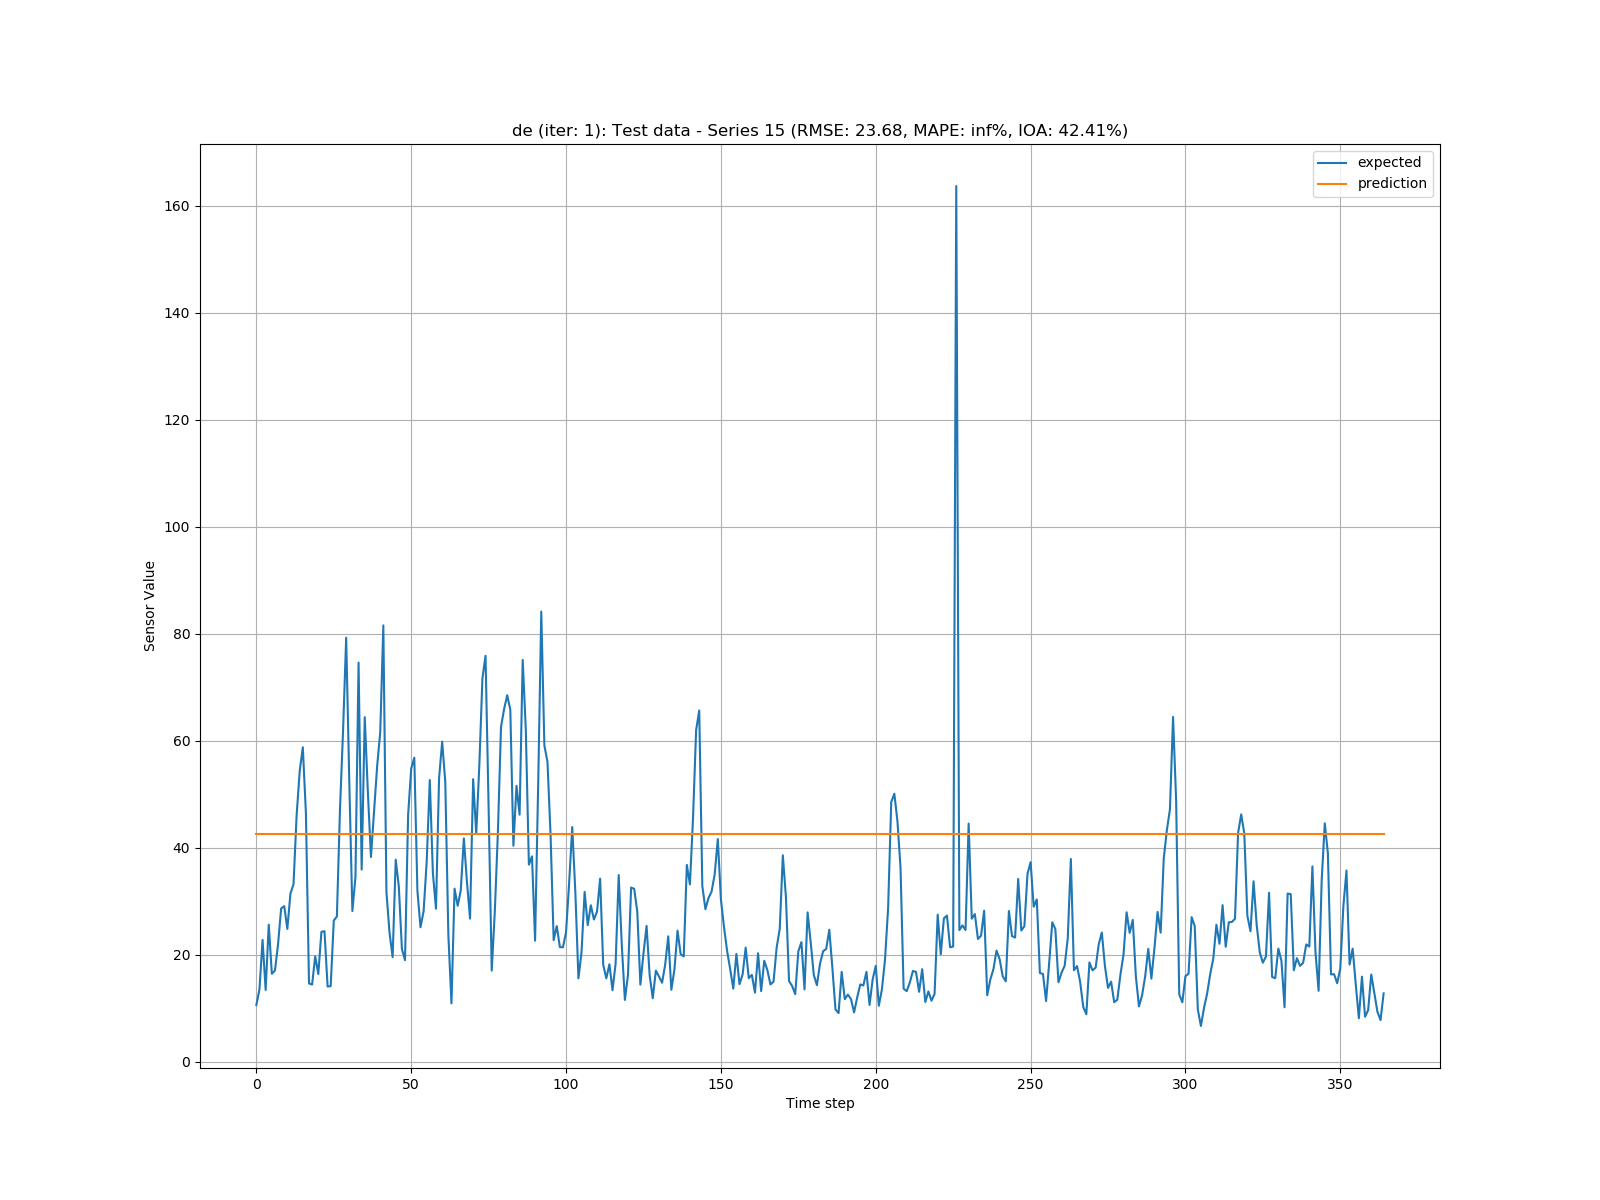 de (iter: 1): Test data - Series 15 (RMSE: 23.68, MAPE: inf%, IOA: 42.41%)
expected
prediction
160
140
120
100
80
60
40
20
0
Sensor Value
0 50 100 150 200 250 300 350
Time step